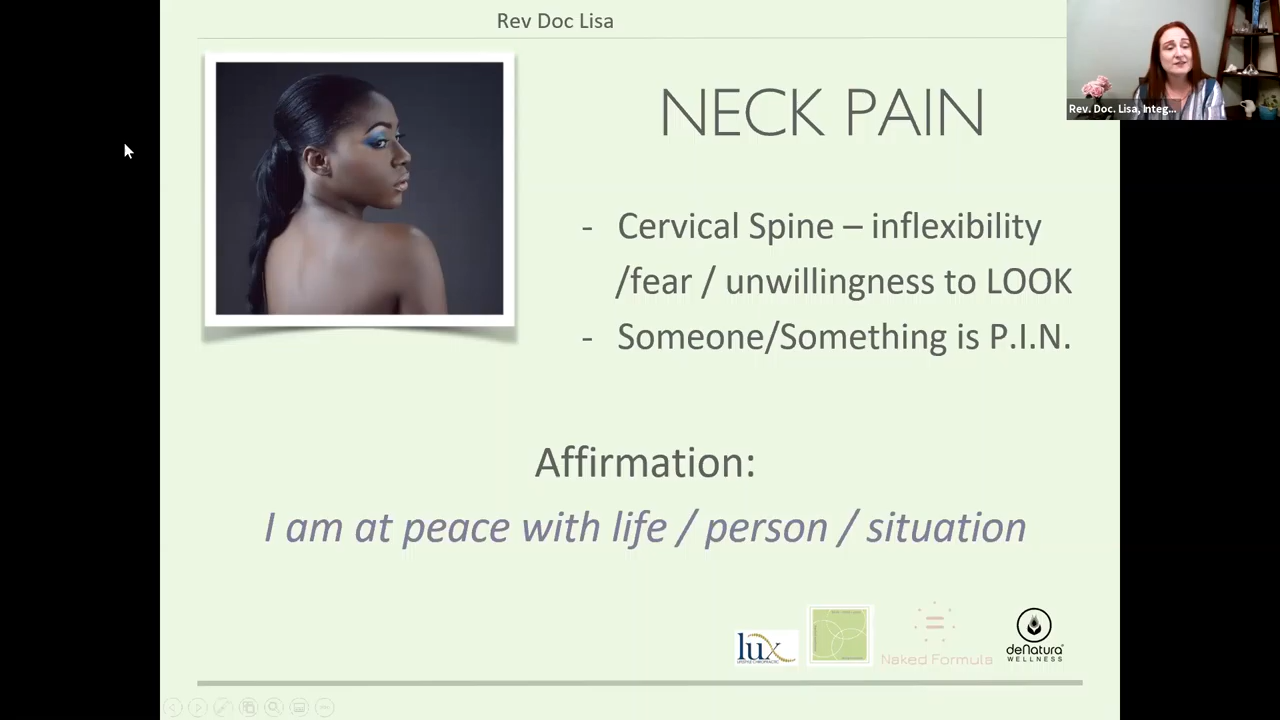 Rev Doc Lisa
Rev. Doc. Lisa, Integ...
NECK PAIN
- Cervical Spine – inflexibility
/fear / unwillingness to LOOK
- Someone/Something is P.I.N.
Affirmation:
I am at peace with life / person / situation
lux
Naked Formula
deNatura
WELLNESS